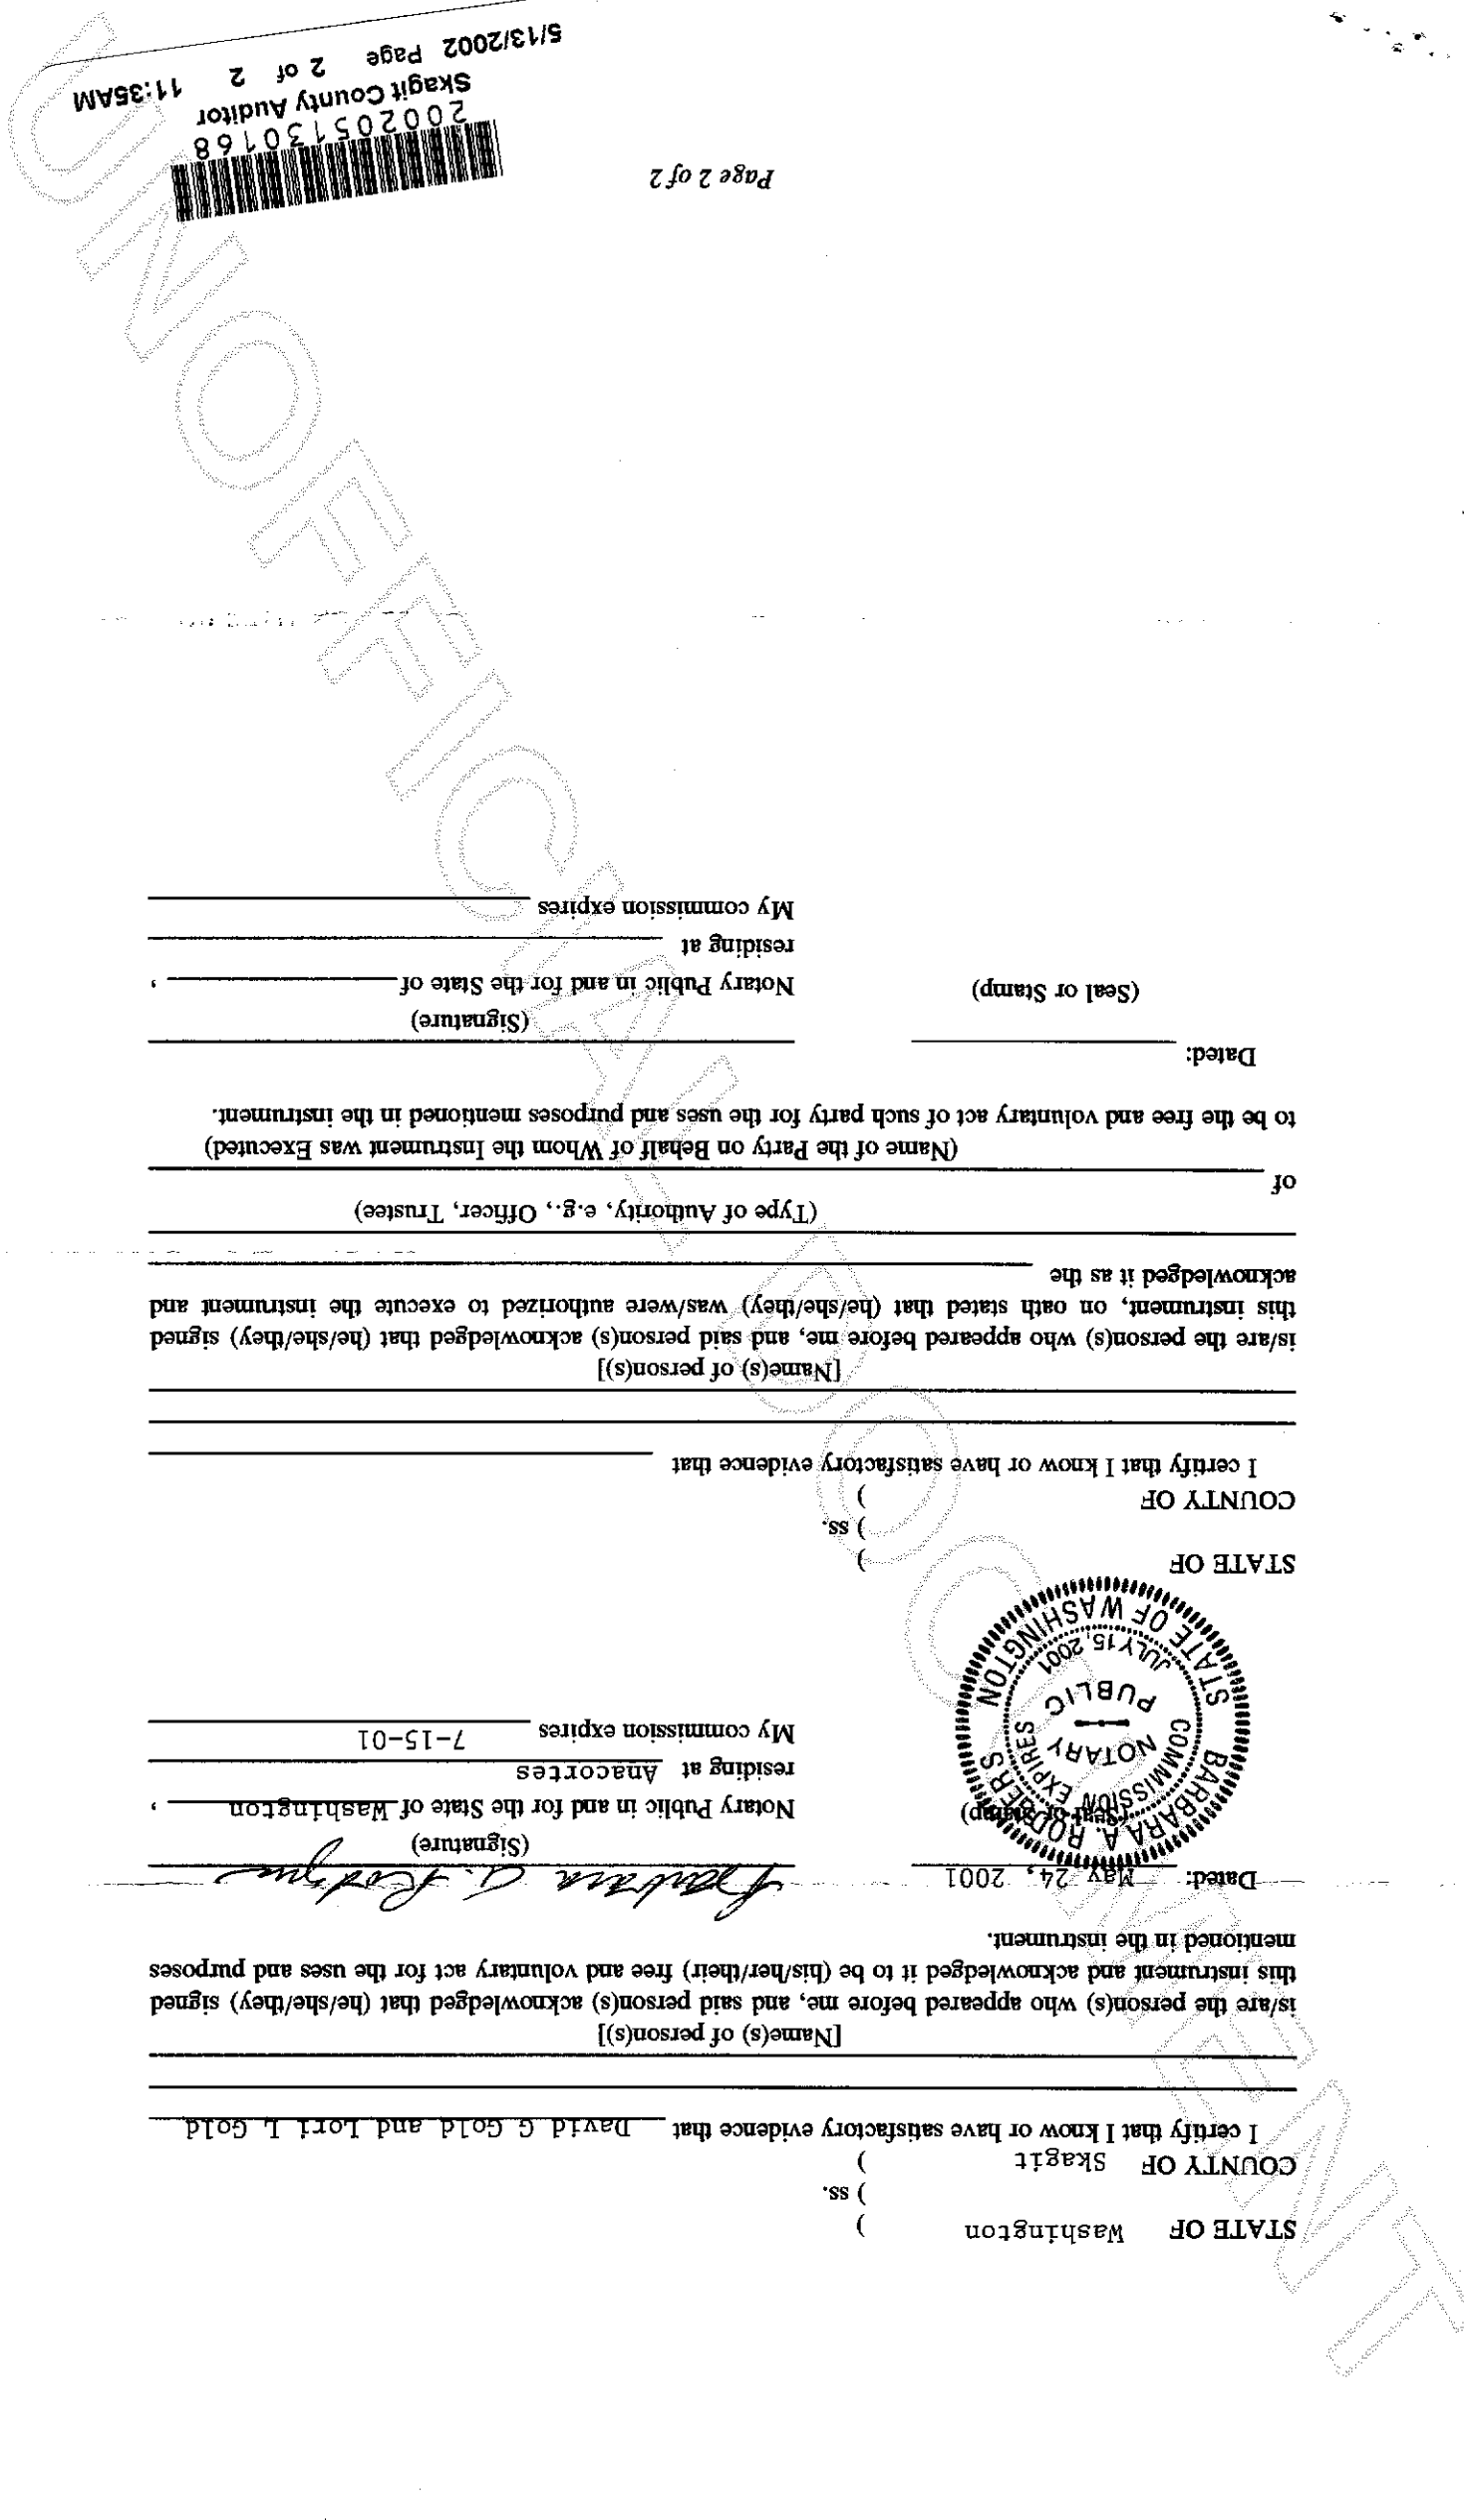 STATE OF Washington )
) ss.
COUNTY OF Skagit )
I certify that I know or have satisfactory evidence that David G Gold and Lori L Gold
[Name(s) of person(s)]
is/are the person(s) who appeared before me, and said person(s) acknowledged that (he/she/they) signed
this instrument and acknowledged it to be (his/her/their) free and voluntary act for the uses and purposes
mentioned in the instrument.
Dated: May 24, 2001
Barbara A. Rodgers
(Signature)
(Seal or Stamp)
Notary Public in and for the State of Washington ,
residing at Anacortes
My commission expires 7-15-01
BARBARA A. RODGERS
COMMISSION EXPIRES
NOTARY
PUBLIC
JULY 15, 2001
STATE OF WASHINGTON
STATE OF )
) ss.
COUNTY OF )
I certify that I know or have satisfactory evidence that
[Name(s) of person(s)]
is/are the person(s) who appeared before me, and said person(s) acknowledged that (he/she/they) signed
this instrument, on oath stated that (he/she/they) was/were authorized to execute the instrument and
acknowledged it as the
(Type of Authority, e.g., Officer, Trustee)
of
(Name of the Party on Behalf of Whom the Instrument was Executed)
to be the free and voluntary act of such party for the uses and purposes mentioned in the instrument.
Dated:
(Signature)
(Seal or Stamp)
Notary Public in and for the State of ,
residing at
My commission expires
Page 2 of 2
200205130168
Skagit County Auditor
5/13/2002 Page 2 of 2 11:35AM
UNOFFICIAL DOCUMENT